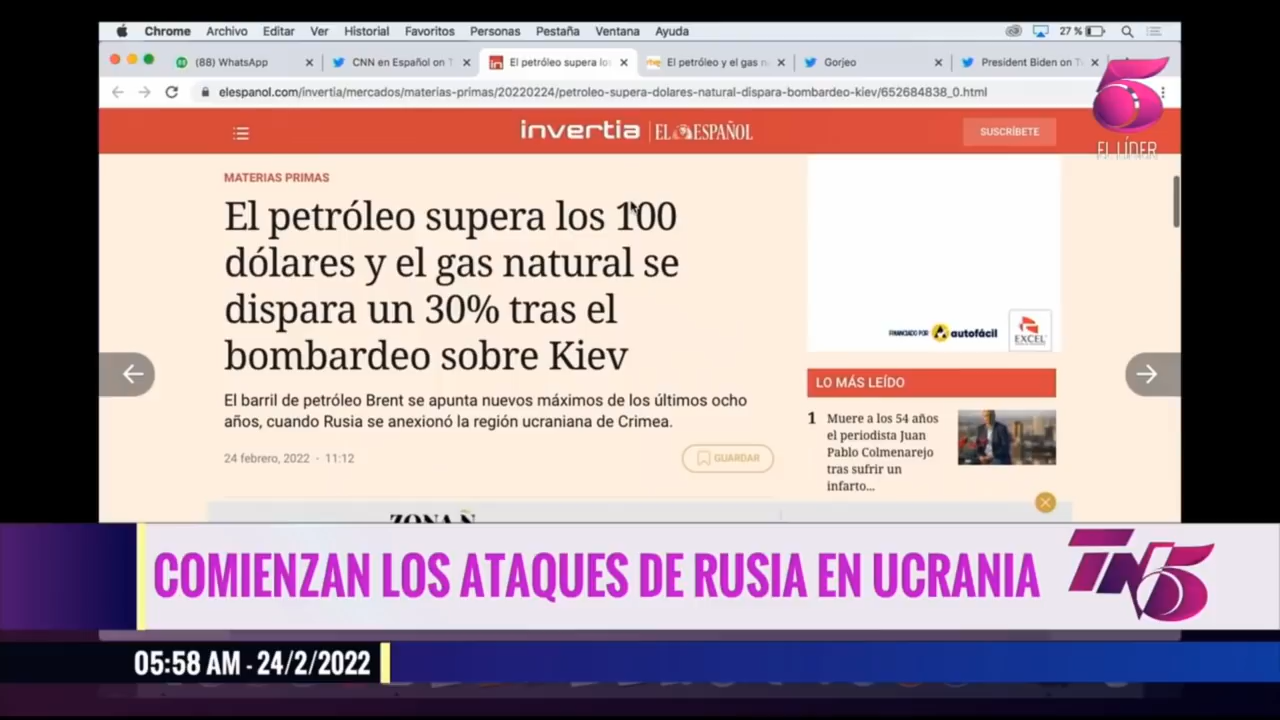 Chrome Archivo Editar Ver Historial Favoritos Personas Pestaña Ventana Ayuda 27 %
(88) WhatsApp × CNN en Español on T × El petróleo supera los × El petróleo y el gas n × Gorjeo × President Biden on T
elespanol.com/invertia/mercados/materias-primas/20220224/petroleo-supera-dolares-natural-dispara-bombardeo-kiev/652684838_0.html
5
EL LÍDER
invertia EL ESPAÑOL
SUSCRÍBETE
MATERIAS PRIMAS
El petróleo supera los 100
dólares y el gas natural se
dispara un 30% tras el
bombardeo sobre Kiev
El barril de petróleo Brent se apunta nuevos máximos de los últimos ocho
años, cuando Rusia se anexionó la región ucraniana de Crimea.
24 febrero, 2022 · 11:12
GUARDAR
FINANCIADO POR autofácil
EXCEL
LO MÁS LEÍDO
1 Muere a los 54 años
el periodista Juan
Pablo Colmenarejo
tras sufrir un
infarto...
ZONA Ñ
COMIENZAN LOS ATAQUES DE RUSIA EN UCRANIA
TN5
05:58 AM - 24/2/2022